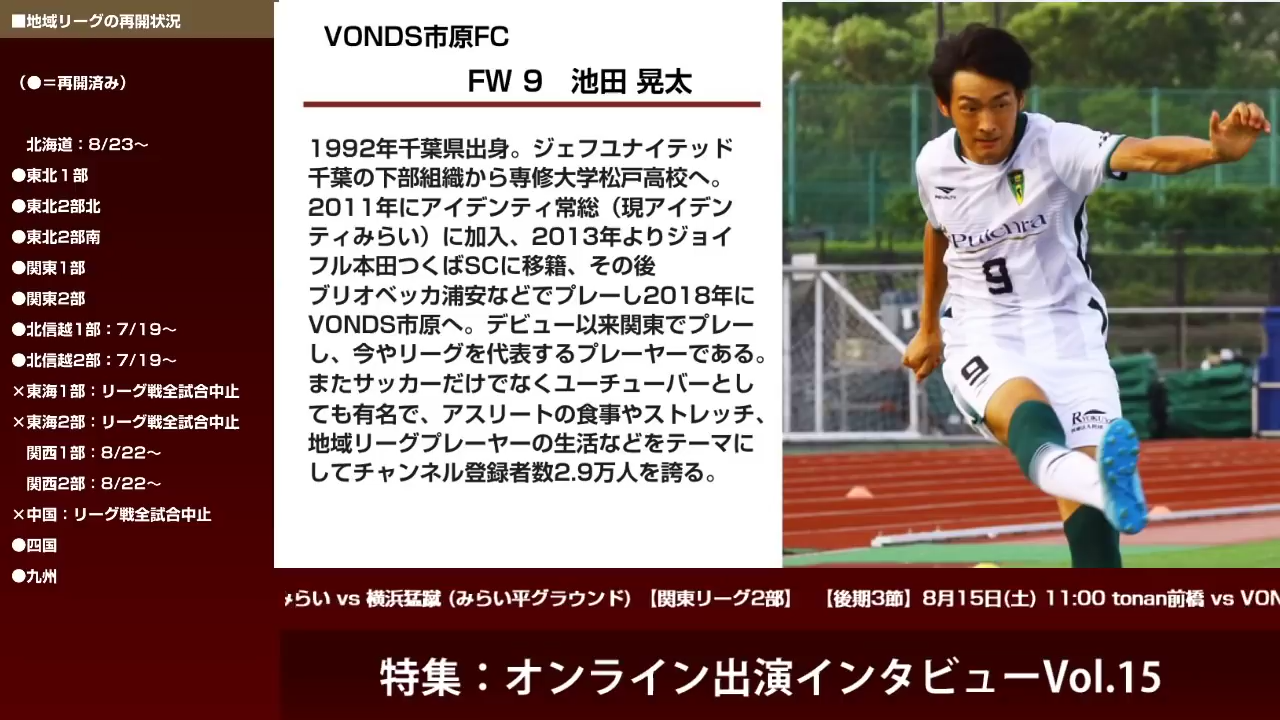 ■地域リーグの再開状況
（●＝再開済み）
北海道：8/23～
●東北１部
●東北2部北
●東北2部南
●関東1部
●関東2部
●北信越1部：7/19～
●北信越2部：7/19～
×東海1部：リーグ戦全試合中止
×東海2部：リーグ戦全試合中止
関西1部：8/22～
関西2部：8/22～
×中国：リーグ戦全試合中止
●四国
●九州
VONDS市原FC
FW 9　池田 晃太
1992年千葉県出身。ジェフユナイテッド
千葉の下部組織から専修大学松戸高校へ。
2011年にアイデンティ常総（現アイデン
ティみらい）に加入、2013年よりジョイ
フル本田つくばSCに移籍、その後
ブリオベッカ浦安などでプレーし2018年に
VONDS市原へ。デビュー以来関東でプレー
し、今やリーグを代表するプレーヤーである。
またサッカーだけでなくユーチューバーとし
ても有名で、アスリートの食事やストレッチ、
地域リーグプレーヤーの生活などをテーマに
してチャンネル登録者数2.9万人を誇る。
PENALTY
Pulchra
9
9
みらい vs 横浜猛蹴 (みらい平グラウンド) 【関東リーグ2部】　【後期3節】8月15日(土) 11:00 tonan前橋 vs VON
特集：オンライン出演インタビューVol.15